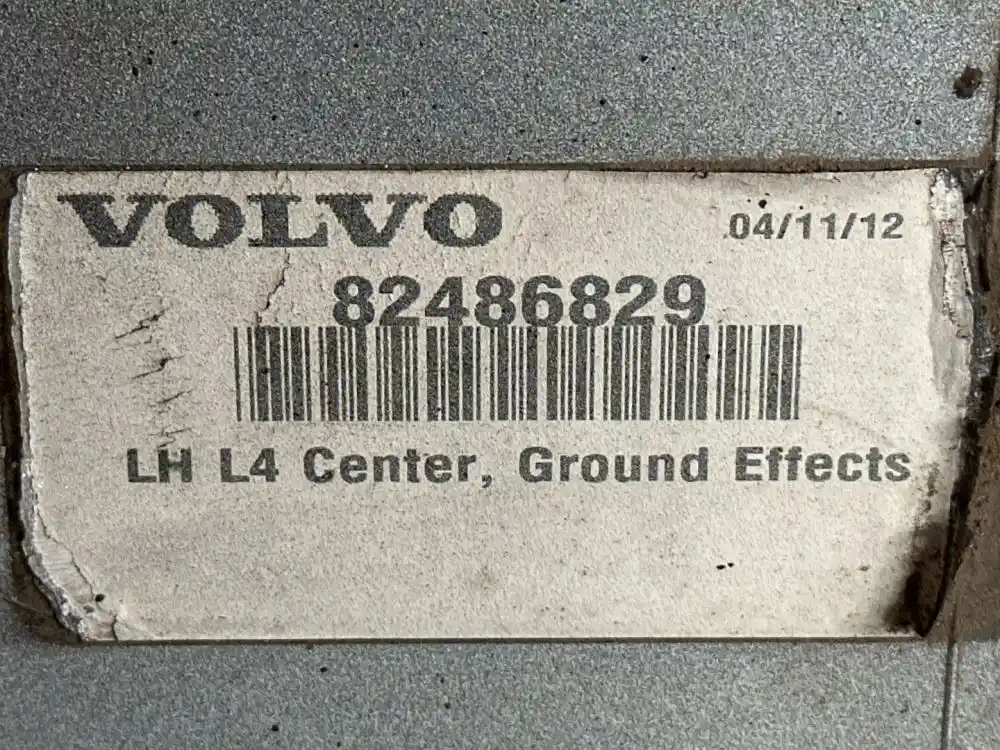 VOLVO
04/11/12
82486829
LH L4 Center, Ground Effects